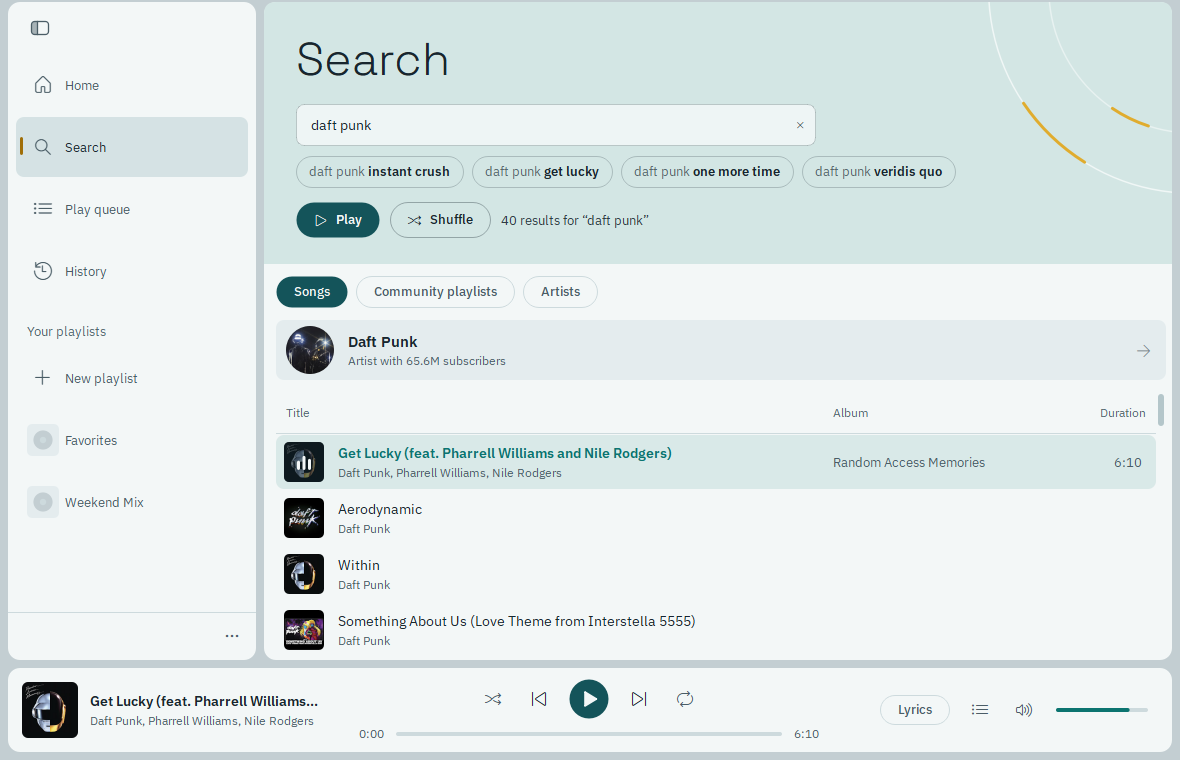 Home
Search
Play queue
History
Your playlists
New playlist
Favorites
Weekend Mix
Search
daft punk
daft punk instant crush
daft punk get lucky
daft punk one more time
daft punk veridis quo
Play
Shuffle
40 results for “daft punk”
Songs
Community playlists
Artists
Daft Punk
Artist with 65.6M subscribers
Title
Album
Duration
Get Lucky (feat. Pharrell Williams and Nile Rodgers)
Daft Punk, Pharrell Williams, Nile Rodgers
Random Access Memories
6:10
Aerodynamic
Daft Punk
Within
Daft Punk
Something About Us (Love Theme from Interstella 5555)
Daft Punk
Get Lucky (feat. Pharrell Williams...
Daft Punk, Pharrell Williams, Nile Rodgers
0:00
6:10
Lyrics